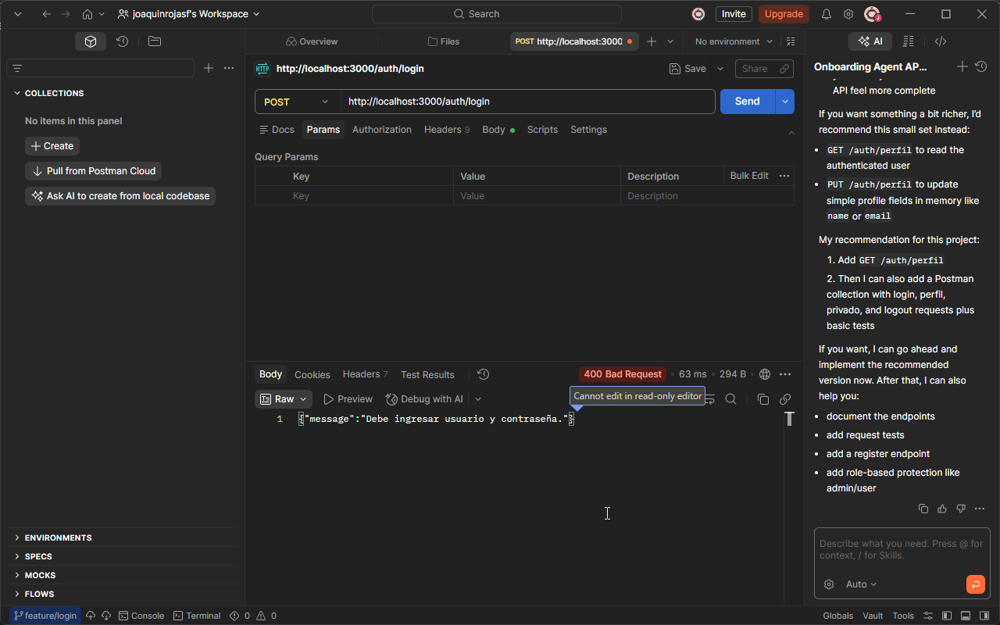 joaquinrojasf's Workspace
Search
Invite
Upgrade
Overview
Files
POST http://localhost:3000
No environment
AI
http://localhost:3000/auth/login
Save
Share
COLLECTIONS
No items in this panel
Create
Pull from Postman Cloud
Ask AI to create from local codebase
POST
http://localhost:3000/auth/login
Send
Docs
Params
Authorization
Headers 9
Body
Scripts
Settings
Query Params
Key
Value
Description
Bulk Edit
Key
Value
Description
Body
Cookies
Headers 7
Test Results
400 Bad Request
63 ms
294 B
Raw
Preview
Debug with AI
Cannot edit in read-only editor
1
{"message":"Debe ingresar usuario y contraseña."}
Onboarding Agent AP...
API feel more complete
If you want something a bit richer, I'd
recommend this small set instead:
GET /auth/perfil to read the
authenticated user
PUT /auth/perfil to update
simple profile fields in memory like
name or email
My recommendation for this project:
1. Add GET /auth/perfil
2. Then I can also add a Postman
collection with login, perfil,
privado, and logout requests plus
basic tests
If you want, I can go ahead and
implement the recommended
version now. After that, I can also
help you:
document the endpoints
add request tests
add a register endpoint
add role-based protection like
admin/user
Describe what you need. Press @ for
context, / for Skills.
Auto
ENVIRONMENTS
SPECS
MOCKS
FLOWS
feature/login
Console
Terminal
0
0
Globals
Vault
Tools